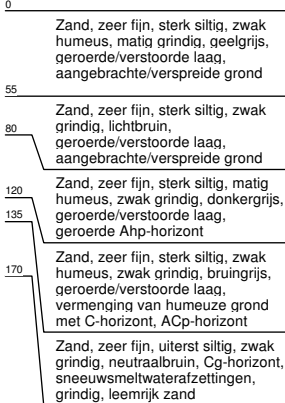 0
Zand, zeer fijn, sterk siltig, zwak
humeus, matig grindig, geelgrijs,
geroerde/verstoorde laag,
aangebrachte/verspreide grond
55
Zand, zeer fijn, sterk siltig, zwak
grindig, lichtbruin,
geroerde/verstoorde laag,
aangebrachte/verspreide grond
80
Zand, zeer fijn, sterk siltig, matig
humeus, zwak grindig, donkergrijs,
geroerde/verstoorde laag,
geroerde Ahp-horizont
120
Zand, zeer fijn, sterk siltig, zwak
humeus, zwak grindig, bruingrijs,
geroerde/verstoorde laag,
vermenging van humeuze grond
met C-horizont, ACp-horizont
135
Zand, zeer fijn, uiterst siltig, zwak
grindig, neutraalbruin, Cg-horizont,
sneeuwsmeltwaterafzettingen,
grindig, leemrijk zand
170